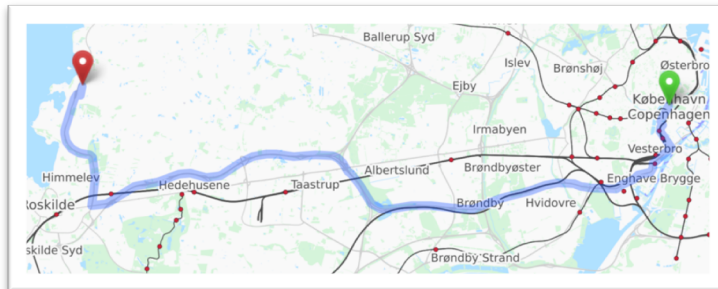 Ballerup Syd
Islev
Brønshøj
Østerbro
Ejby
København
Copenhagen
Irmabyen
Vesterbro
Himmelev
Hedehusene
Taastrup
Albertslund
Brøndbyøster
Enghave Brygge
Roskilde
Brøndby
Hvidovre
skilde Syd
Brøndby Strand